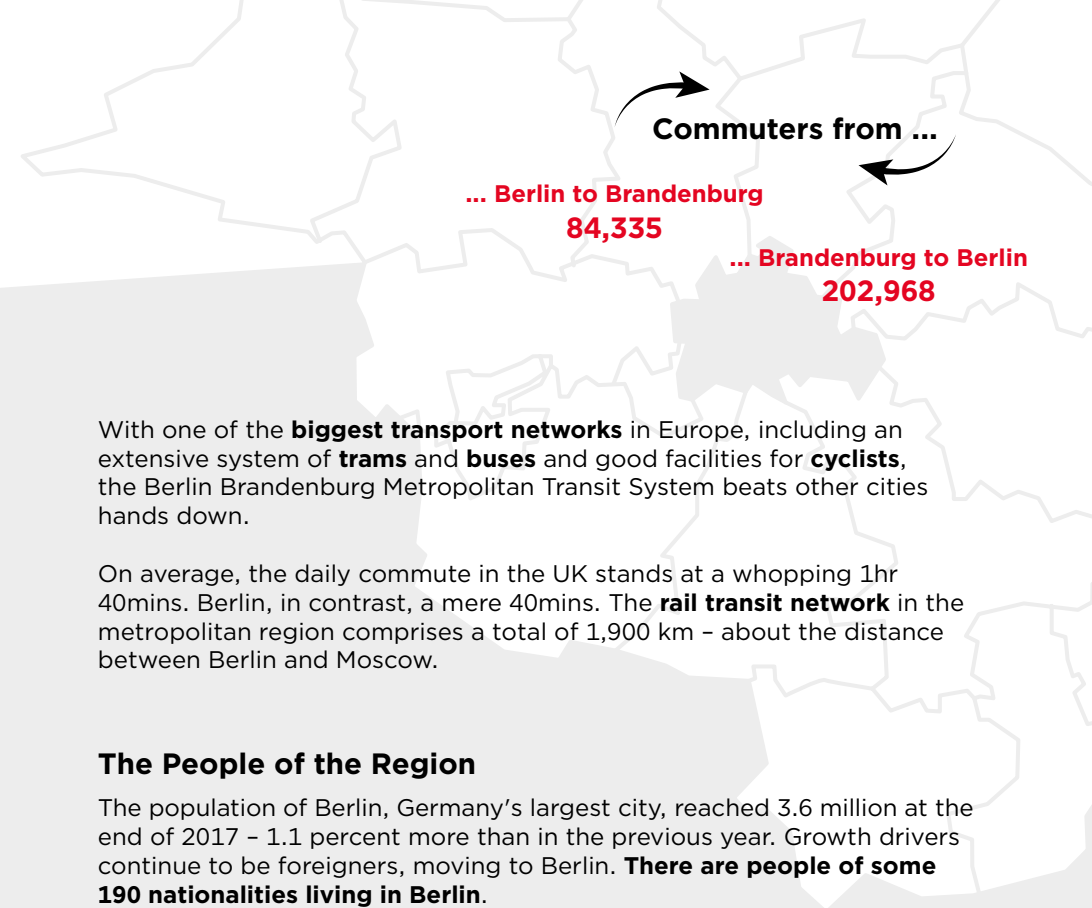 Commuters from ...
... Berlin to Brandenburg
84,335
... Brandenburg to Berlin
202,968
With one of the biggest transport networks in Europe, including an
extensive system of trams and buses and good facilities for cyclists,
the Berlin Brandenburg Metropolitan Transit System beats other cities
hands down.
On average, the daily commute in the UK stands at a whopping 1hr
40mins. Berlin, in contrast, a mere 40mins. The rail transit network in the
metropolitan region comprises a total of 1,900 km – about the distance
between Berlin and Moscow.
The People of the Region
The population of Berlin, Germany's largest city, reached 3.6 million at the
end of 2017 – 1.1 percent more than in the previous year. Growth drivers
continue to be foreigners, moving to Berlin. There are people of some
190 nationalities living in Berlin.